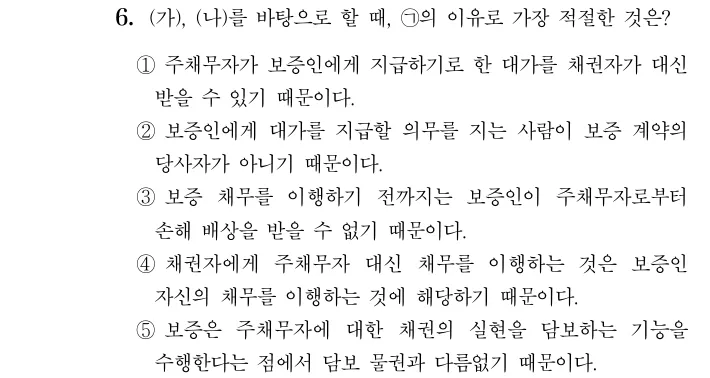 6. (가), (나)를 바탕으로 할 때, ㉠의 이유로 가장 적절한 것은?
① 주채무자가 보증인에게 지급하기로 한 대가를 채권자가 대신
받을 수 있기 때문이다.
② 보증인에게 대가를 지급할 의무를 지는 사람이 보증 계약의
당사자가 아니기 때문이다.
③ 보증 채무를 이행하기 전까지는 보증인이 주채무자로부터
손해 배상을 받을 수 없기 때문이다.
④ 채권자에게 주채무자 대신 채무를 이행하는 것은 보증인
자신의 채무를 이행하는 것에 해당하기 때문이다.
⑤ 보증은 주채무자에 대한 채권의 실현을 담보하는 기능을
수행한다는 점에서 담보 물권과 다름없기 때문이다.